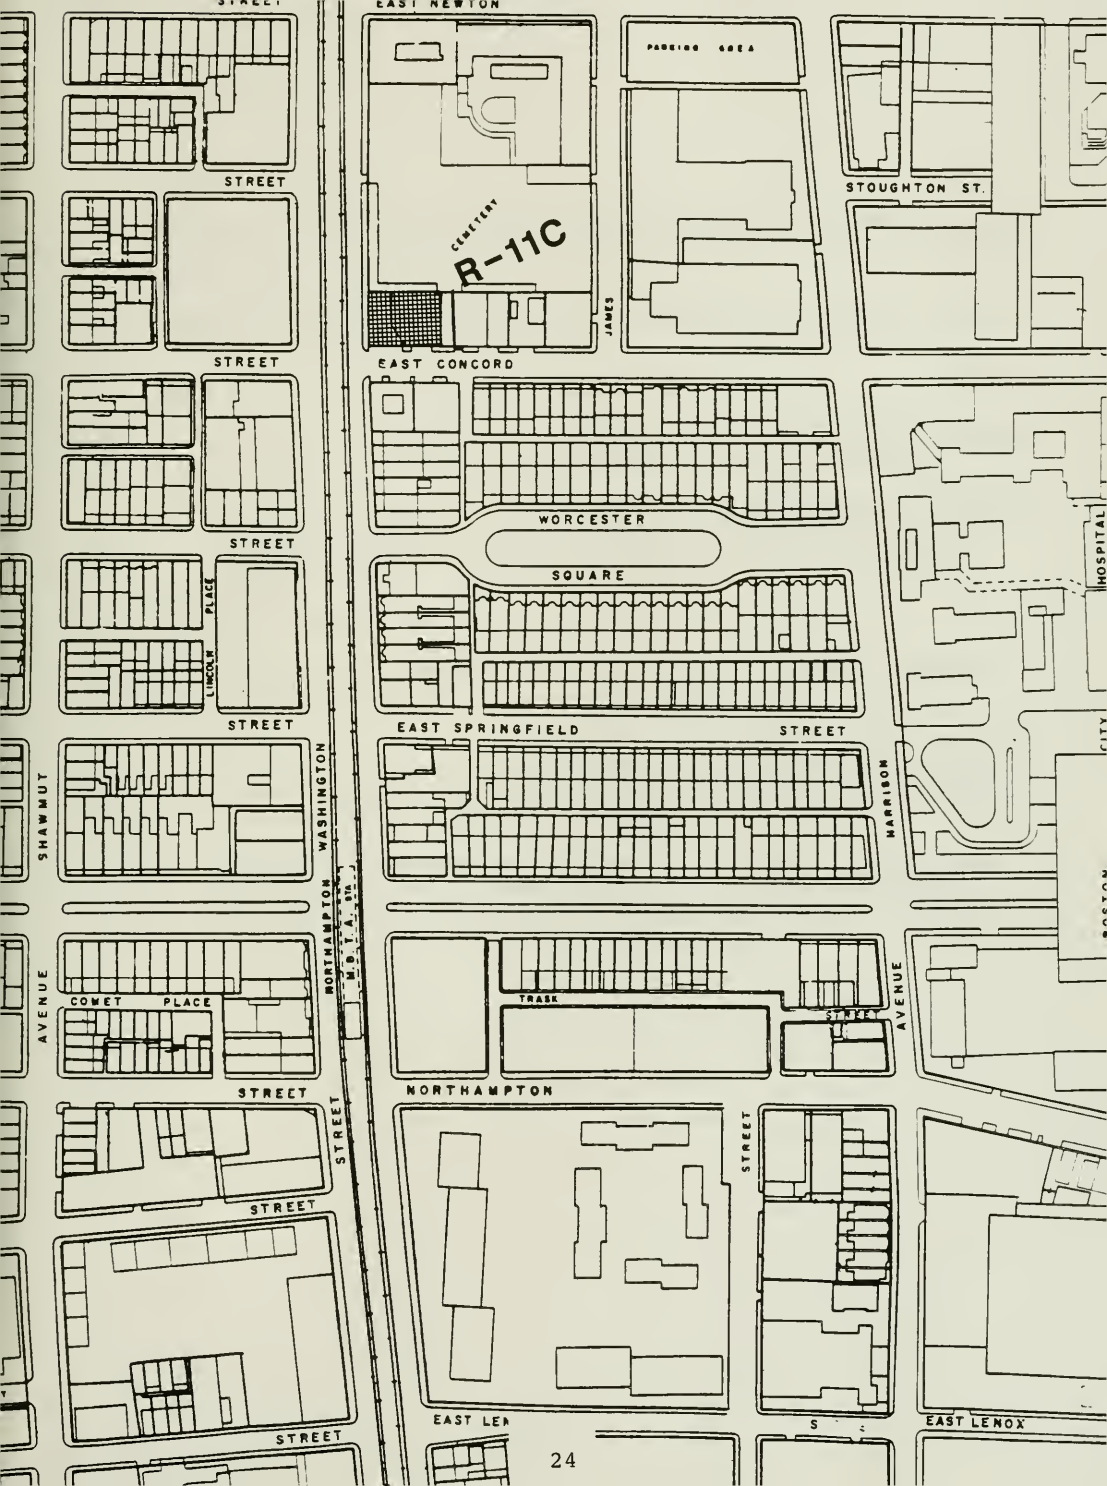 STREET
EAST NEWTON
PARKING AREA
STREET
STOUGHTON ST.
CEMETERY
R-11C
JAMES
STREET
EAST CONCORD
WORCESTER
STREET
SQUARE
HOSPITAL
LINCOLN PLACE
STREET
EAST SPRINGFIELD
STREET
CITY
SHAWMUT
WASHINGTON
HARRISON
BOSTON
NORTHAMPTON
M.B.T.A. STA.
AVENUE
COMET PLACE
TRASK
STREET
AVENUE
STREET
NORTHAMPTON
STREET
STREET
STREET
EAST LEN
S
EAST LENOX
STREET
24